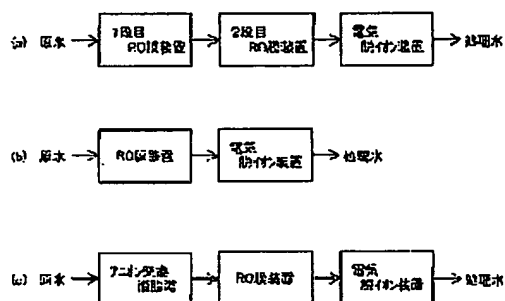 (a) 原水 1段目 RO膜装置 2段目 RO膜装置 電気 脱イオン装置 処理水
(b) 原水 RO膜装置 電気 脱イオン装置 処理水
(c) 原水 アニオン交換 樹脂塔 RO膜装置 電気 脱イオン装置 処理水